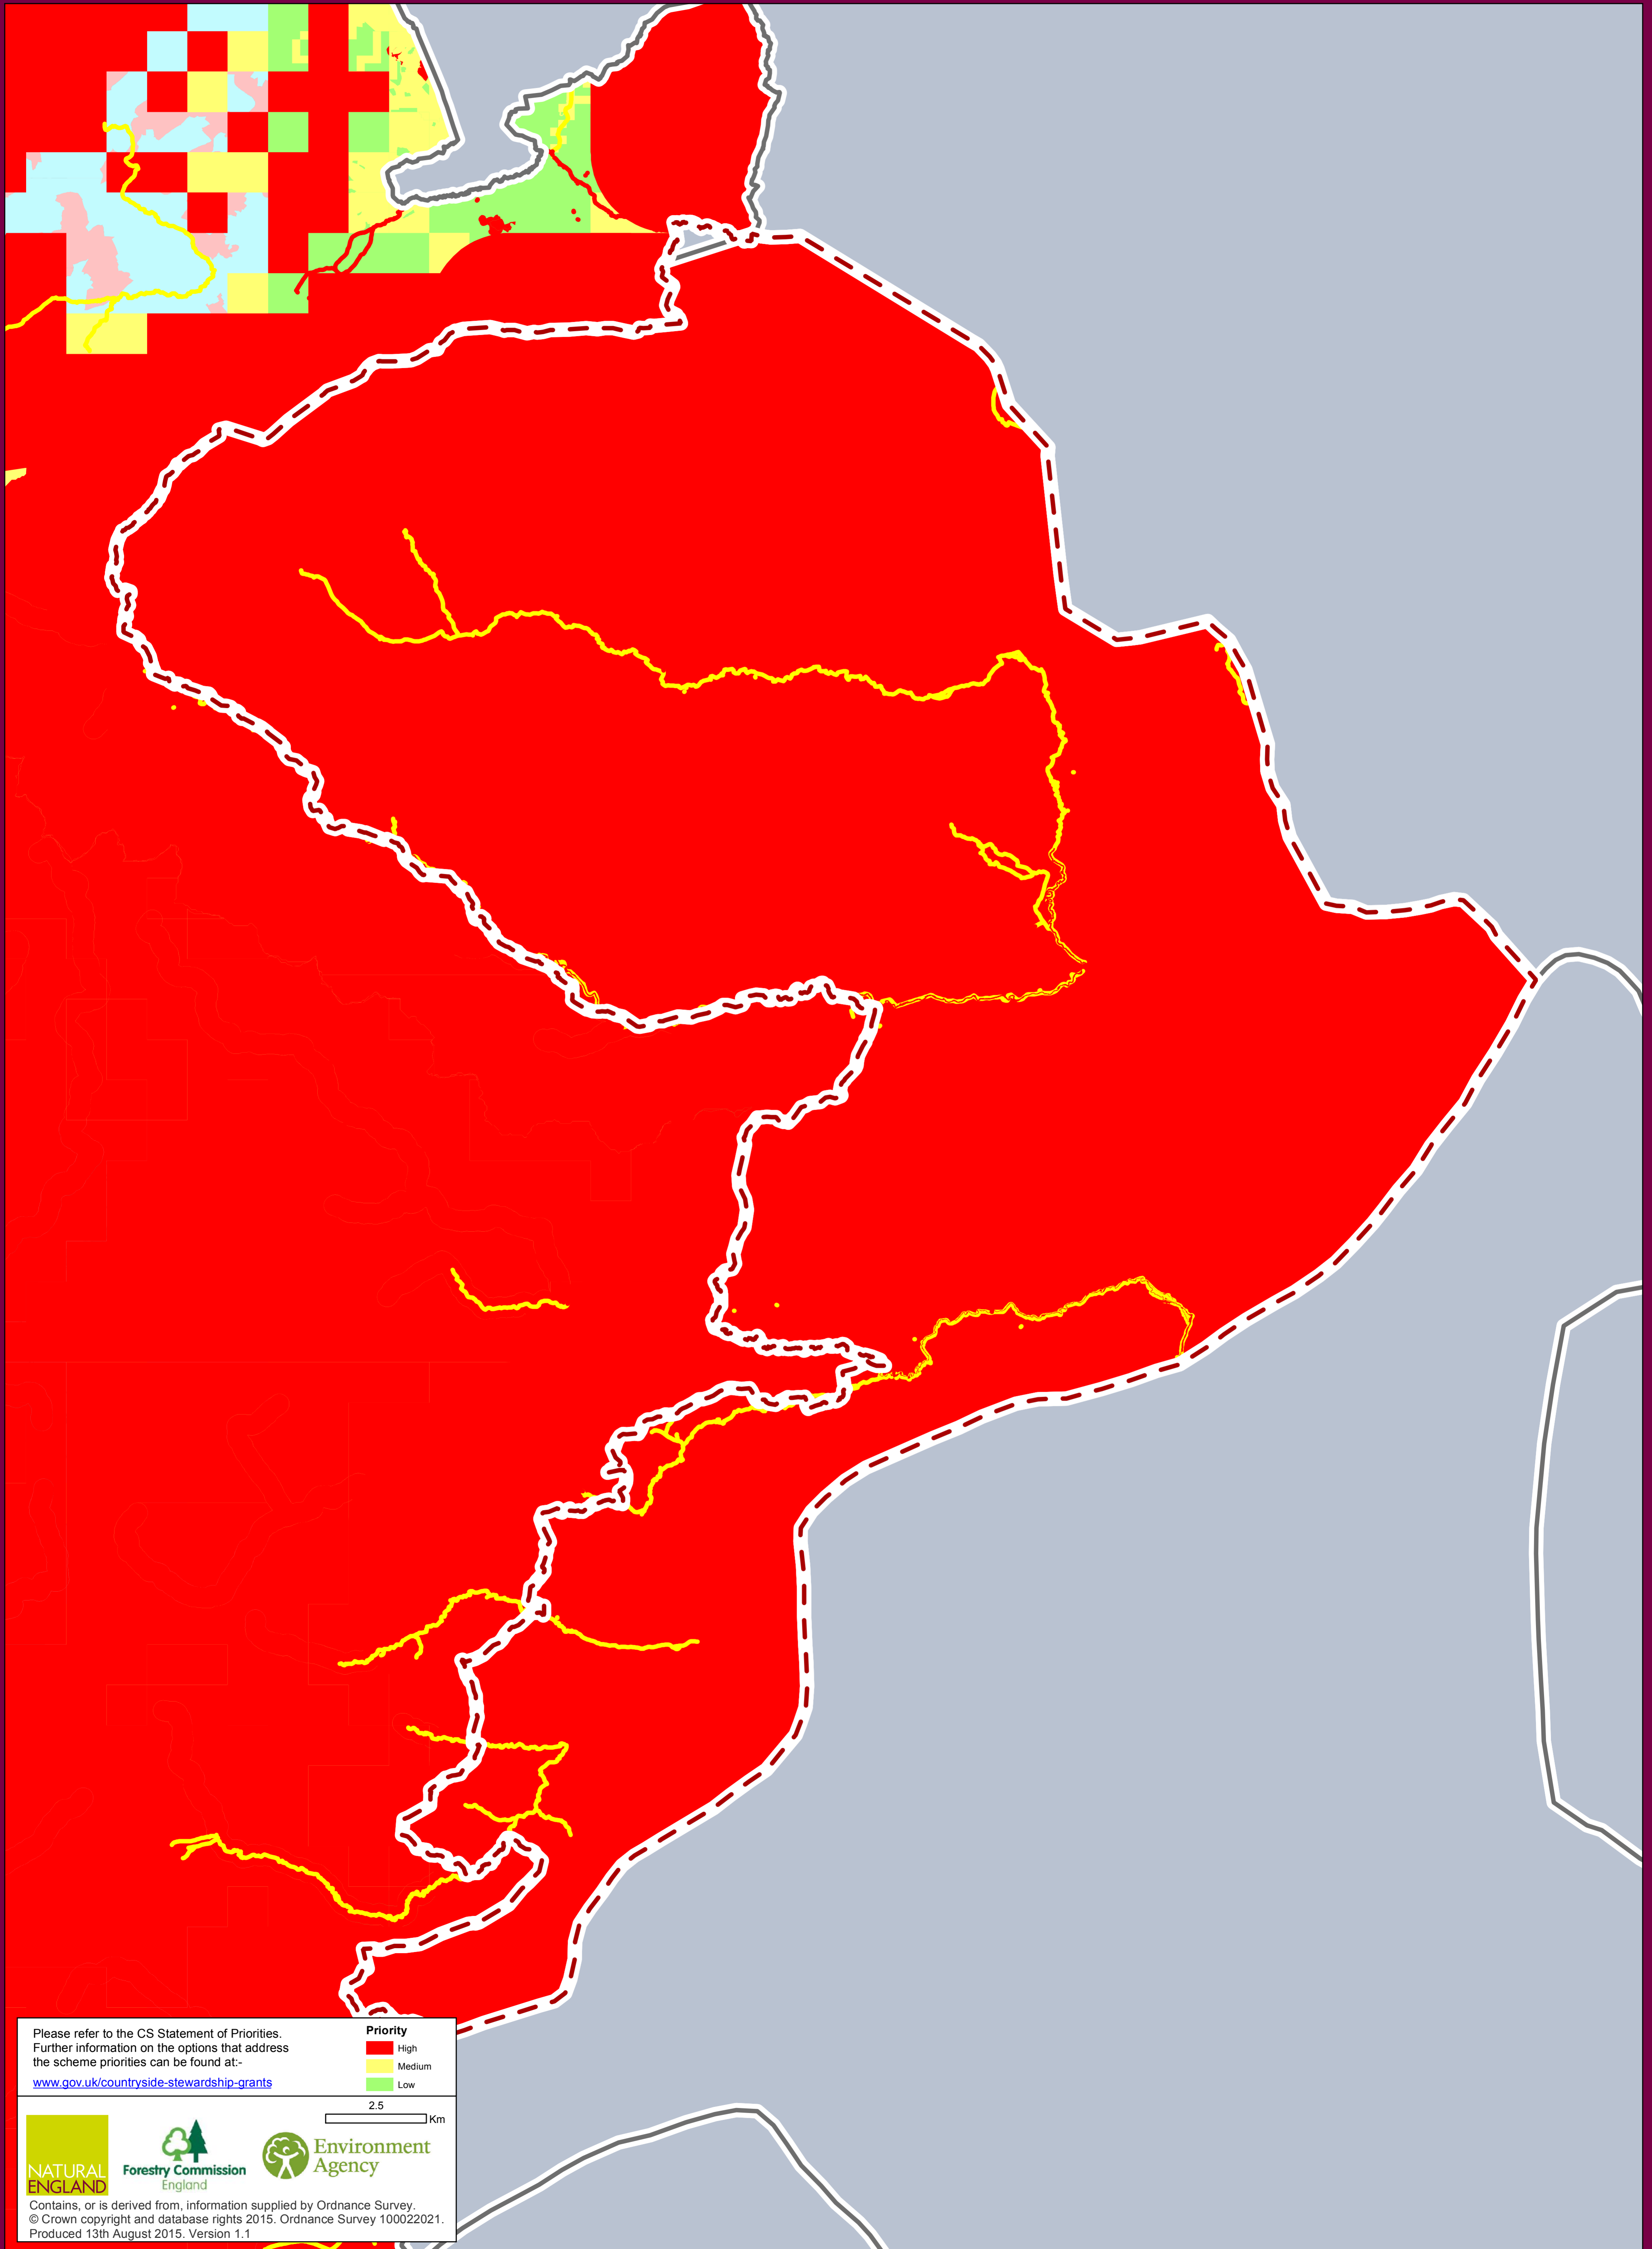 Please refer to the CS Statement of Priorities.
Further information on the options that address
the scheme priorities can be found at:-
www.gov.uk/countryside-stewardship-grants
Priority
High
Medium
Low
2.5
Km
NATURAL
ENGLAND
Forestry Commission
England
Environment
Agency
Contains, or is derived from, information supplied by Ordnance Survey.
© Crown copyright and database rights 2015. Ordnance Survey 100022021.
Produced 13th August 2015. Version 1.1